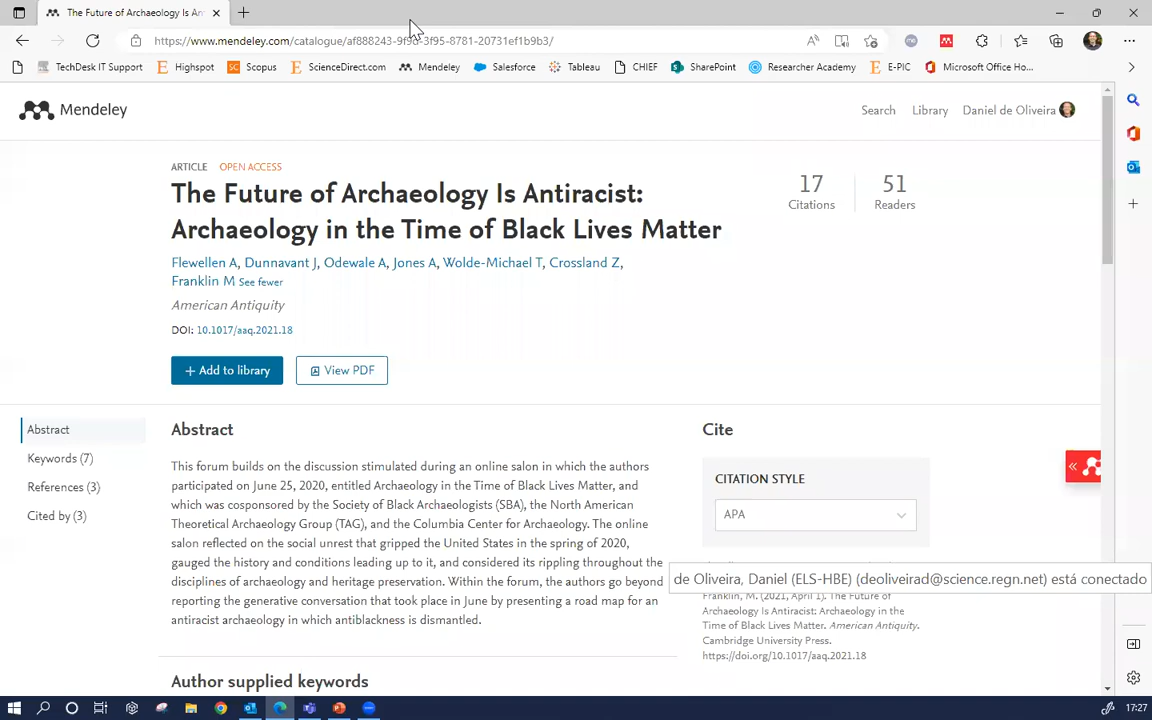 The Future of Archaeology Is An
https://www.mendeley.com/catalogue/af888243-9f9d-3f95-8781-20731ef1b9b3/
TechDesk IT Support
Highspot
Scopus
ScienceDirect.com
Mendeley
Salesforce
Tableau
CHIEF
SharePoint
Researcher Academy
E-PIC
Microsoft Office Ho...
Mendeley
Search
Library
Daniel de Oliveira
ARTICLE OPEN ACCESS
The Future of Archaeology Is Antiracist:
Archaeology in the Time of Black Lives Matter
17
Citations
51
Readers
Flewellen A, Dunnavant J, Odewale A, Jones A, Wolde-Michael T, Crossland Z,
Franklin M See fewer
American Antiquity
DOI: 10.1017/aaq.2021.18
+ Add to library
View PDF
Abstract
Keywords (7)
References (3)
Cited by (3)
Abstract
This forum builds on the discussion stimulated during an online salon in which the authors
participated on June 25, 2020, entitled Archaeology in the Time of Black Lives Matter, and
which was cosponsored by the Society of Black Archaeologists (SBA), the North American
Theoretical Archaeology Group (TAG), and the Columbia Center for Archaeology. The online
salon reflected on the social unrest that gripped the United States in the spring of 2020,
gauged the history and conditions leading up to it, and considered its rippling throughout the
disciplines of archaeology and heritage preservation. Within the forum, the authors go beyond
reporting the generative conversation that took place in June by presenting a road map for an
antiracist archaeology in which antiblackness is dismantled.
Author supplied keywords
Cite
CITATION STYLE
APA
de Oliveira, Daniel (ELS-HBE) (deoliveirad@science.regn.net) está conectado
Franklin, M. (2021, April 1). The Future of
Archaeology Is Antiracist: Archaeology in the
Time of Black Lives Matter. American Antiquity.
Cambridge University Press.
https://doi.org/10.1017/aaq.2021.18
17:27